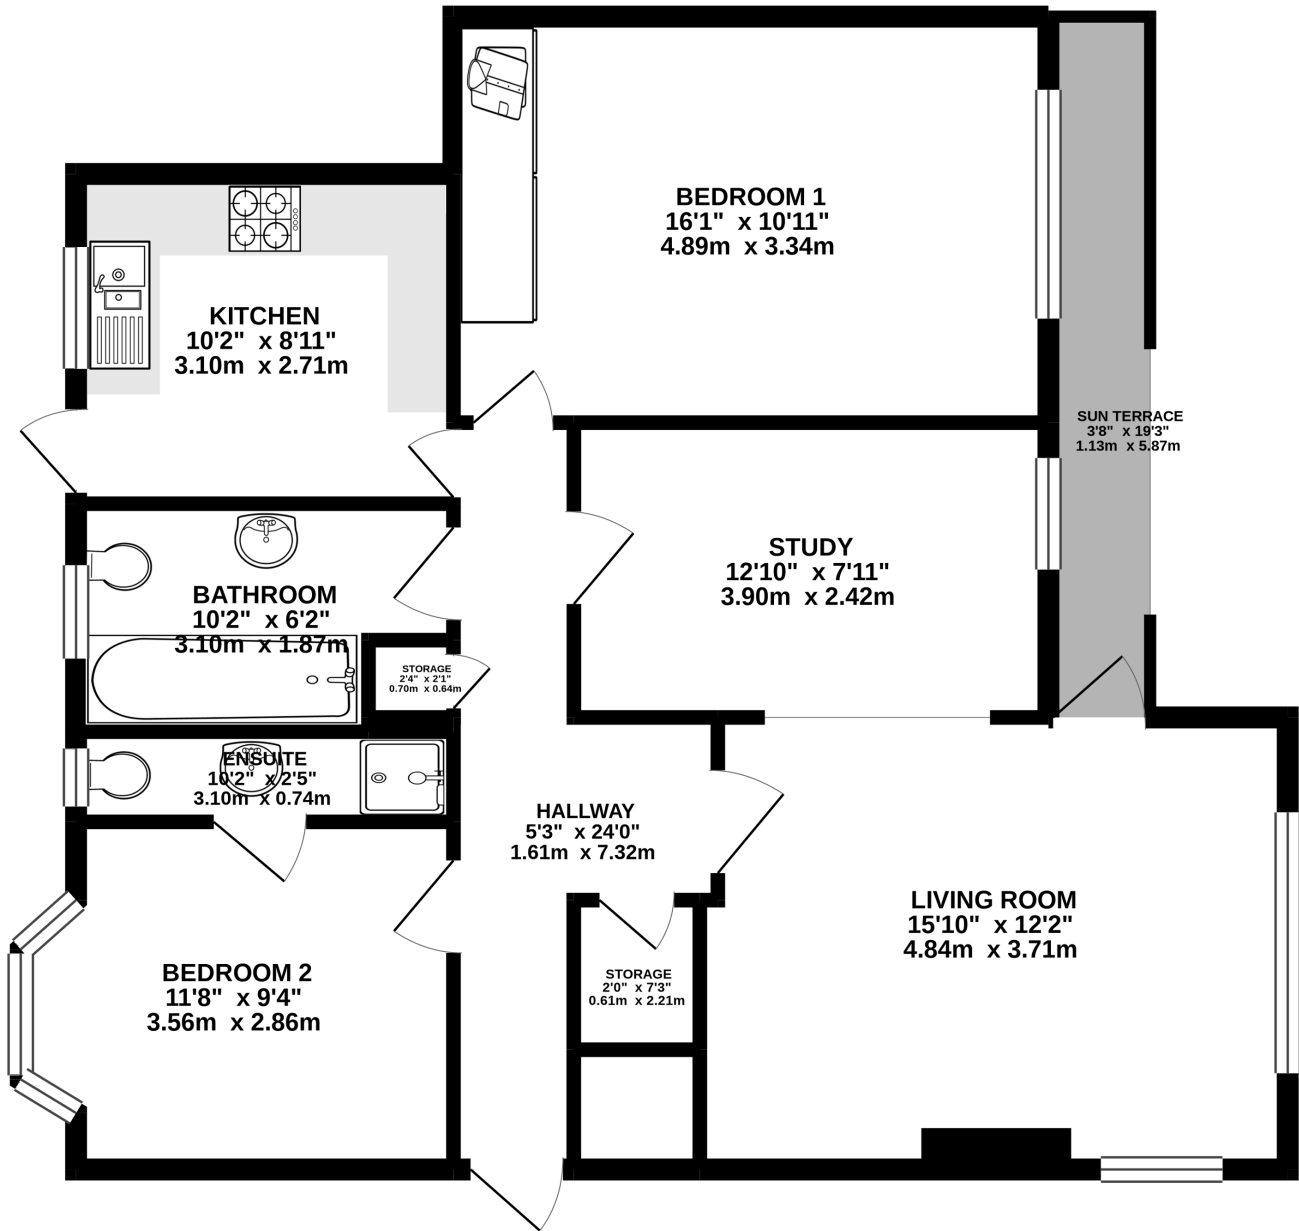 BEDROOM 1
16'1" x 10'11"
4.89m x 3.34m
KITCHEN
10'2" x 8'11"
3.10m x 2.71m
SUN TERRACE
3'8" x 19'3"
1.13m x 5.87m
STUDY
12'10" x 7'11"
3.90m x 2.42m
BATHROOM
10'2" x 6'2"
3.10m x 1.87m
STORAGE
2'4" x 2'1"
0.70m x 0.64m
ENSUITE
10'2" x 2'5"
3.10m x 0.74m
HALLWAY
5'3" x 24'0"
1.61m x 7.32m
LIVING ROOM
15'10" x 12'2"
4.84m x 3.71m
BEDROOM 2
11'8" x 9'4"
3.56m x 2.86m
STORAGE
2'0" x 7'3"
0.61m x 2.21m